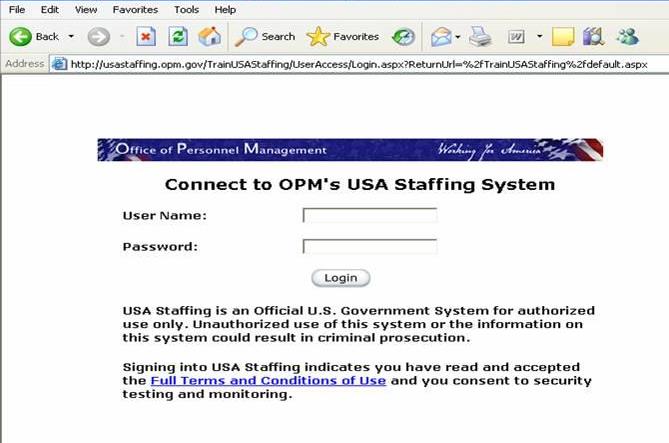 File Edit View Favorites Tools Help
Back Search Favorites
Address http://usastaffing.opm.gov/TrainUSAStaffing/UserAccess/Login.aspx?ReturnUrl=%2fTrainUSAStaffing%2fdefault.aspx
Office of Personnel Management Working for America
Connect to OPM's USA Staffing System
User Name:
Password:
Login
USA Staffing is an Official U.S. Government System for authorized
use only. Unauthorized use of this system or the information on
this system could result in criminal prosecution.
Signing into USA Staffing indicates you have read and accepted
the Full Terms and Conditions of Use and you consent to security
testing and monitoring.